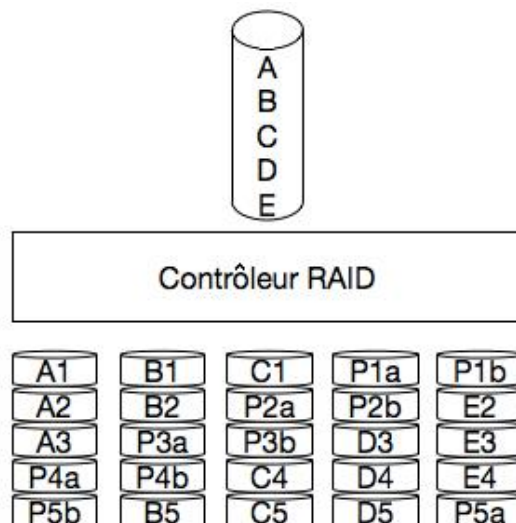 A
B
C
D
E
Contrôleur RAID
A1 B1 C1 P1a P1b
A2 B2 P2a P2b E2
A3 P3a P3b D3 E3
P4a P4b C4 D4 E4
P5b B5 C5 D5 P5a